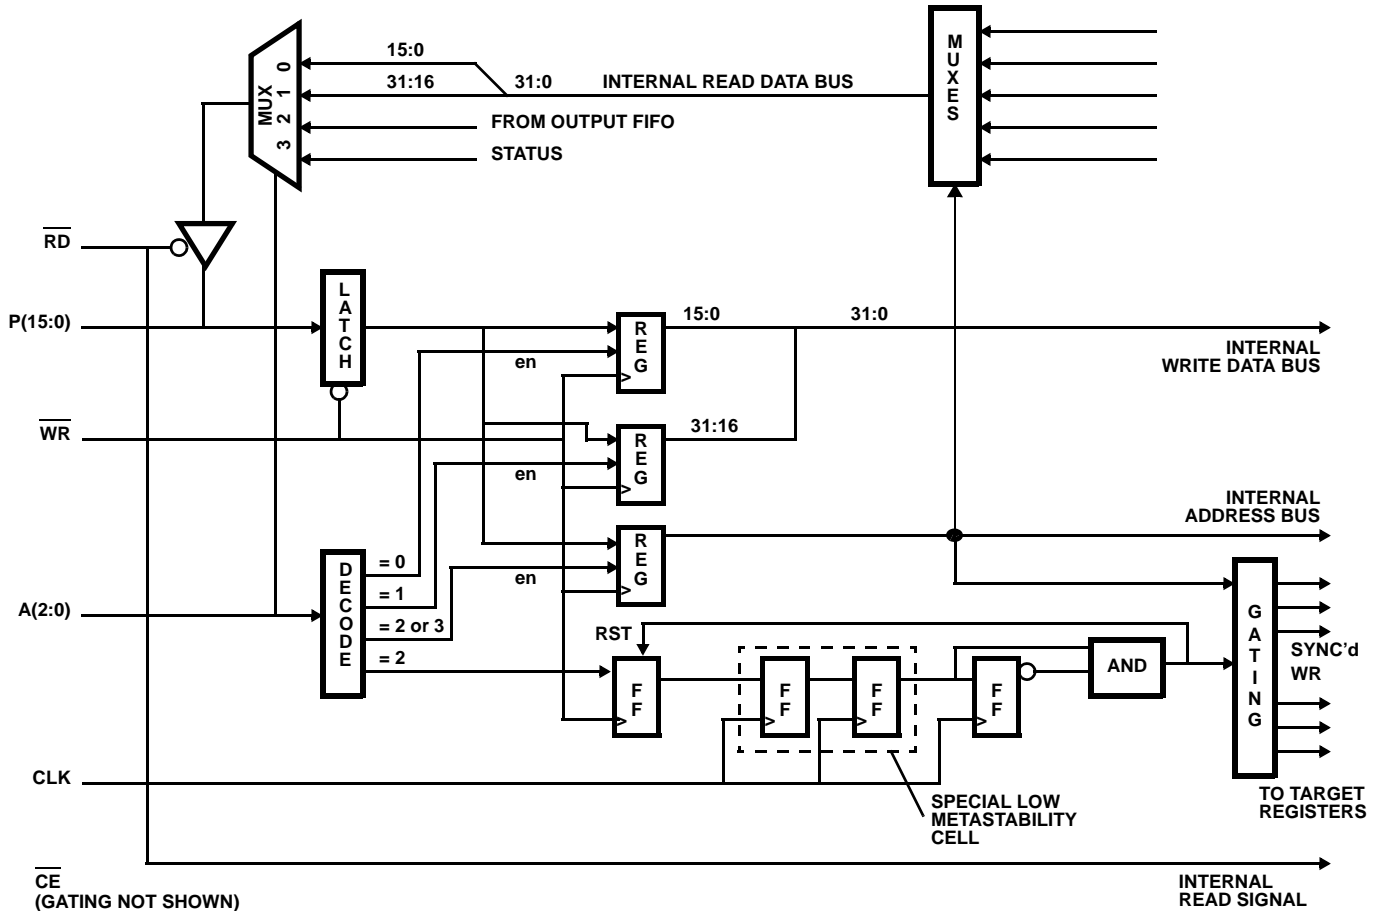 15:0
31:16
31:0
INTERNAL READ DATA BUS
FROM OUTPUT FIFO
STATUS
MUX
0
1
2
3
MUXES
RD
P(15:0)
LATCH
REG
15:0
31:0
en
INTERNAL
WRITE DATA BUS
WR
REG
31:16
en
INTERNAL
ADDRESS BUS
REG
en
A(2:0)
DECODE
= 0
= 1
= 2 or 3
= 2
RST
FF
FF
FF
FF
AND
GATING
SYNC'd
WR
CLK
SPECIAL LOW
METASTABILITY
CELL
TO TARGET
REGISTERS
CE
(GATING NOT SHOWN)
INTERNAL
READ SIGNAL
>
>
>
>
>
>
>